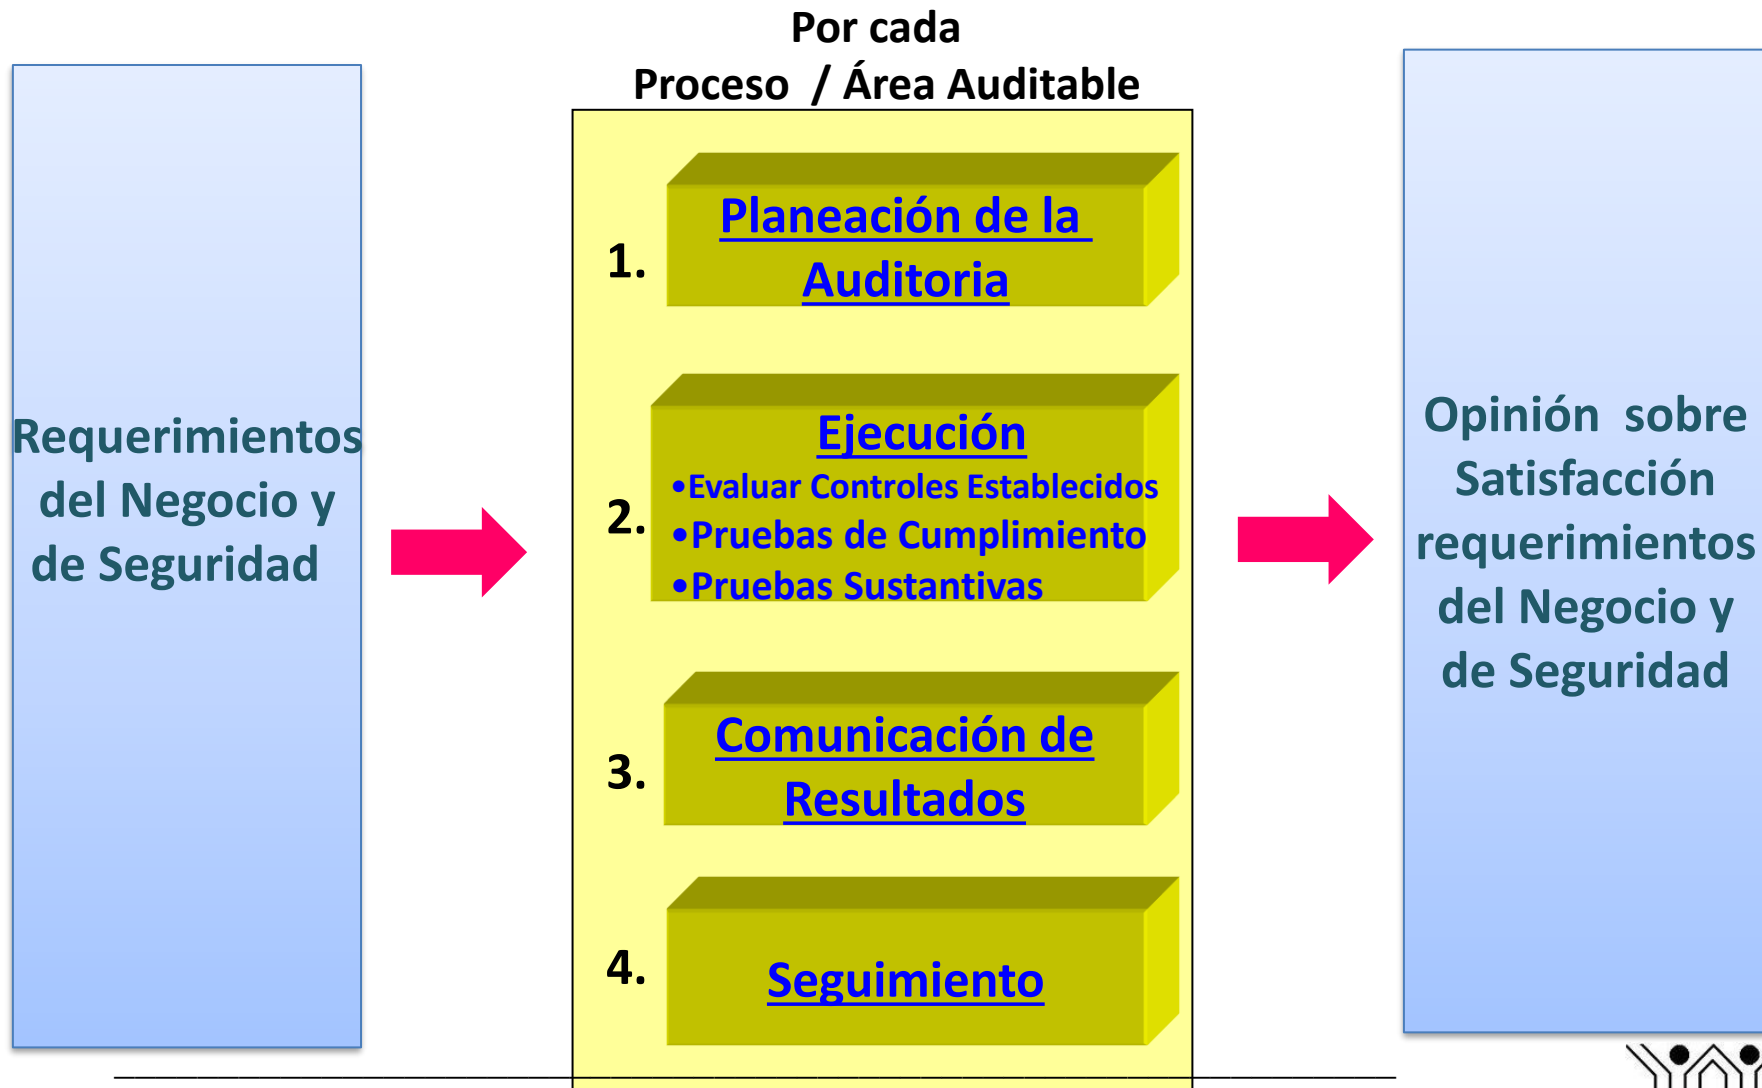 Por cada
Proceso / Área Auditable
Requerimientos
del Negocio y
de Seguridad
1.
Planeación de la
Auditoria
2.
Ejecución
•Evaluar Controles Establecidos
•Pruebas de Cumplimiento
•Pruebas Sustantivas
3.
Comunicación de
Resultados
4.
Seguimiento
Opinión sobre
Satisfacción
requerimientos
del Negocio y
de Seguridad